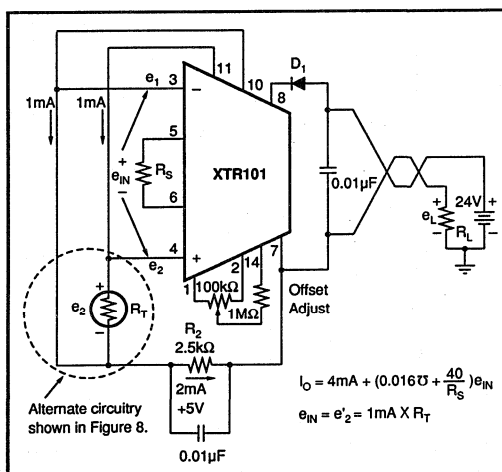 11
10
D1
e1
3
−
8
1mA
1mA
5
+
eIN
−
RS
XTR101
0.01µF
6
24V
+
−
+
eL
−
RL
4
+
e2
1
2
14
7
100kΩ
1MΩ
Offset
Adjust
+
e2
−
RT
R2
2.5kΩ
2mA
+5V
0.01µF
Alternate circuitry
shown in Figure 8.
IO = 4mA + (0.016℧ + 40/RS)eIN
eIN = e'2 = 1mA X RT